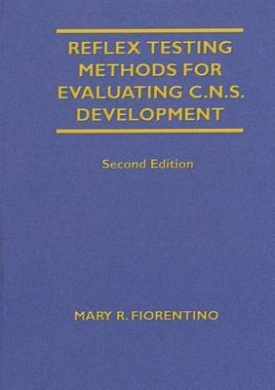 REFLEX TESTING
METHODS FOR
EVALUATING C.N.S.
DEVELOPMENT
Second Edition
MARY R. FIORENTINO